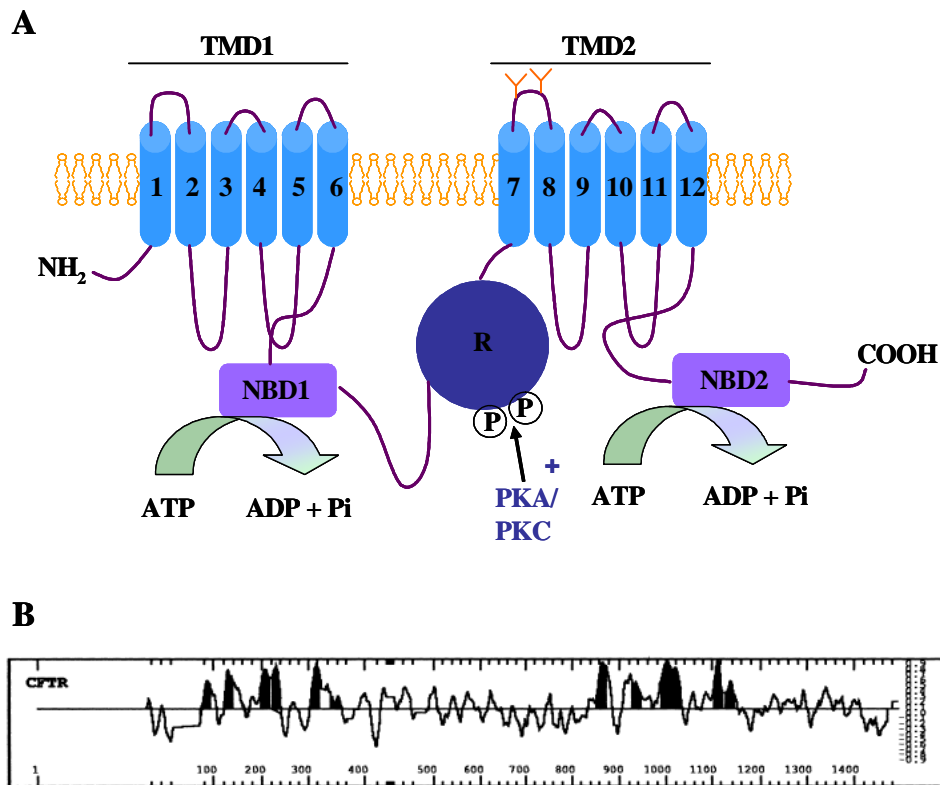 A
TMD1
TMD2
1 2 3 4 5 6
7 8 9 10 11 12
NH2
R
COOH
NBD1
NBD2
P P
+
PKA/
PKC
ATP
ADP + Pi
ATP
ADP + Pi
B
CFTR
1 100 200 300 400 500 600 700 800 900 1000 1100 1200 1300 1400